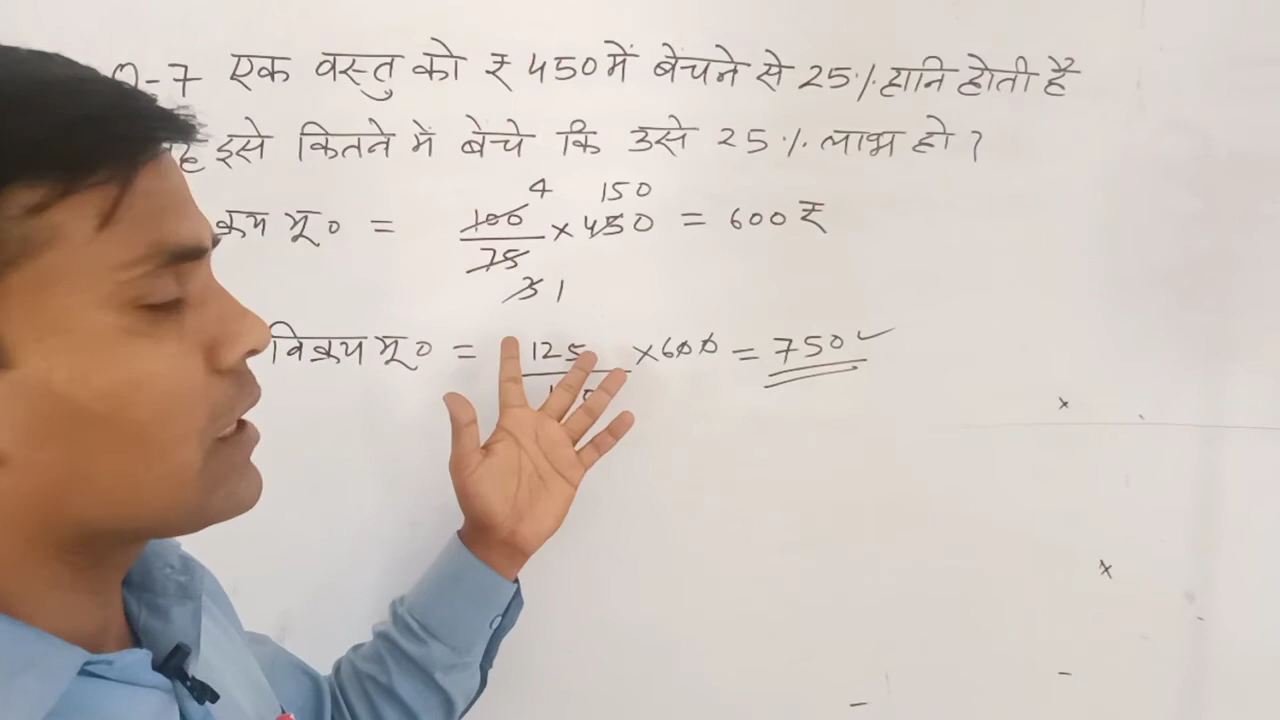 Q-7 एक वस्तु को ₹ 450 में बेचने से 25% हानि होती है
इसे कितने में बेचे कि उसे 25% लाभ हो ?
4 150
क्रय मू० = 100/75 × 450 = 600 ₹
3 1
विक्रय मू० = 125 × 600 = 750 ✓